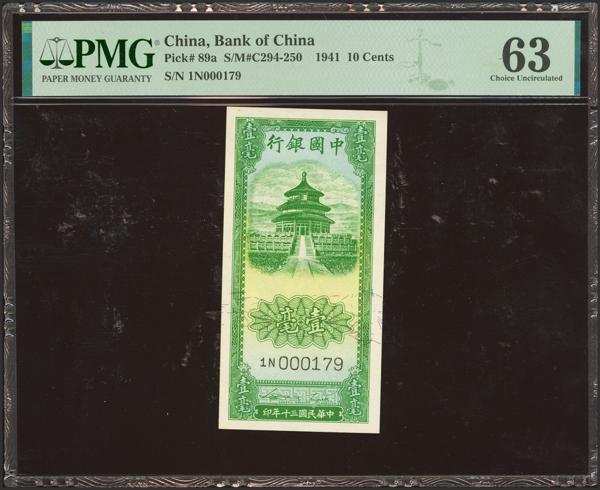 PMG
PAPER MONEY GUARANTY
China, Bank of China
Pick# 89a S/M#C294-250 1941 10 Cents
S/N 1N000179
63
Choice Uncirculated
壹毫
壹毫
行銀國中
毫壹
1N000179
壹毫
壹毫
印年十三國民華中